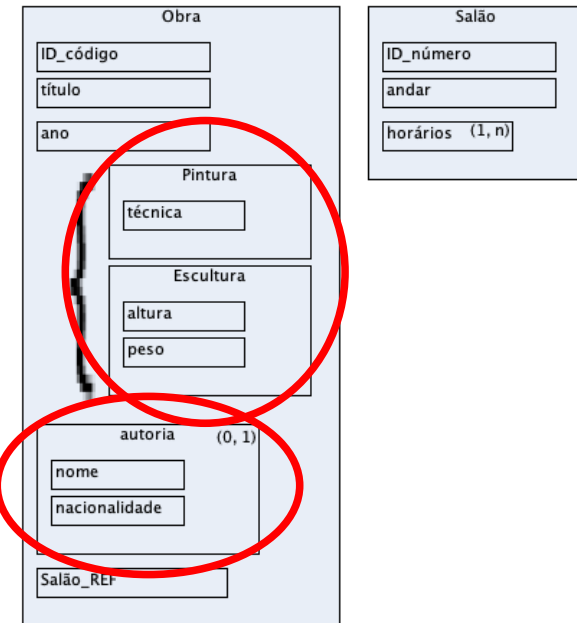 Obra
ID_código
título
ano
Pintura
técnica
Escultura
altura
peso
autoria (0, 1)
nome
nacionalidade
Salão_REF
Salão
ID_número
andar
horários (1, n)